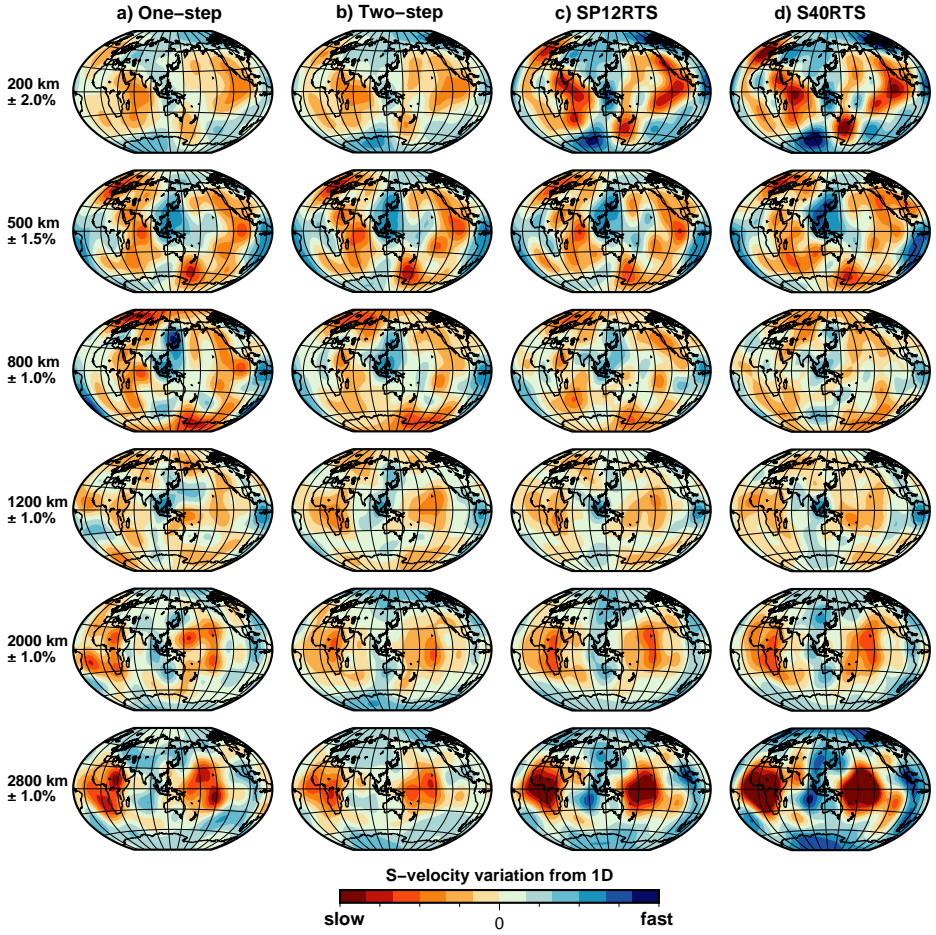 a) One−step
b) Two−step
c) SP12RTS
d) S40RTS
200 km
± 2.0%
500 km
± 1.5%
800 km
± 1.0%
1200 km
± 1.0%
2000 km
± 1.0%
2800 km
± 1.0%
S−velocity variation from 1D
slow
0
fast